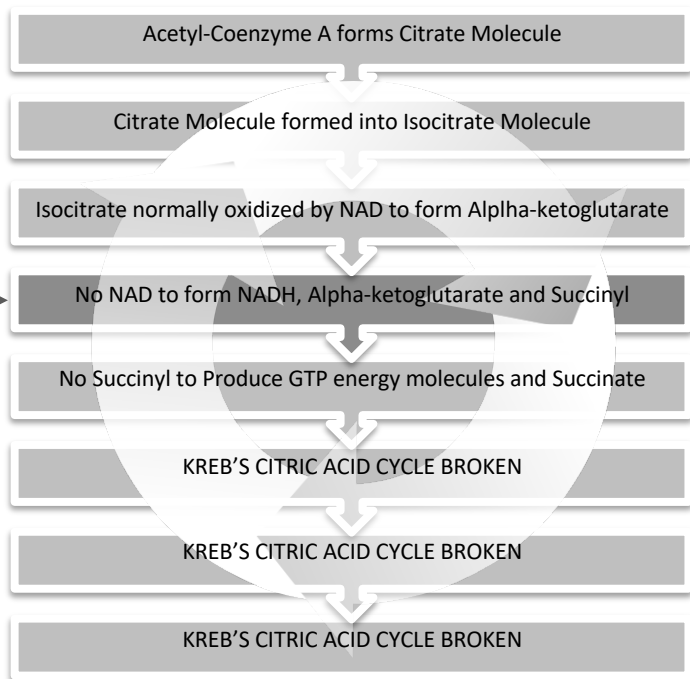 Acetyl-Coenzyme A forms Citrate Molecule
Citrate Molecule formed into Isocitrate Molecule
Isocitrate normally oxidized by NAD to form Alplha-ketoglutarate
No NAD to form NADH, Alpha-ketoglutarate and Succinyl
No Succinyl to Produce GTP energy molecules and Succinate
KREB’S CITRIC ACID CYCLE BROKEN
KREB’S CITRIC ACID CYCLE BROKEN
KREB’S CITRIC ACID CYCLE BROKEN